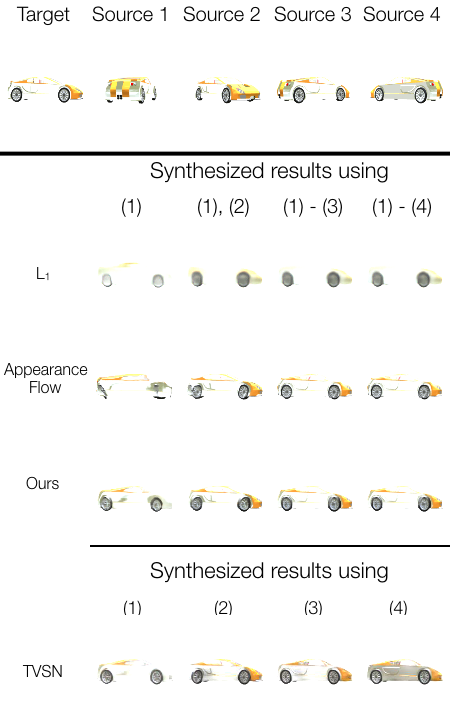 Target Source 1 Source 2 Source 3 Source 4
Synthesized results using
(1) (1), (2) (1) - (3) (1) - (4)
L1
Appearance
Flow
Ours
Synthesized results using
(1) (2) (3) (4)
TVSN